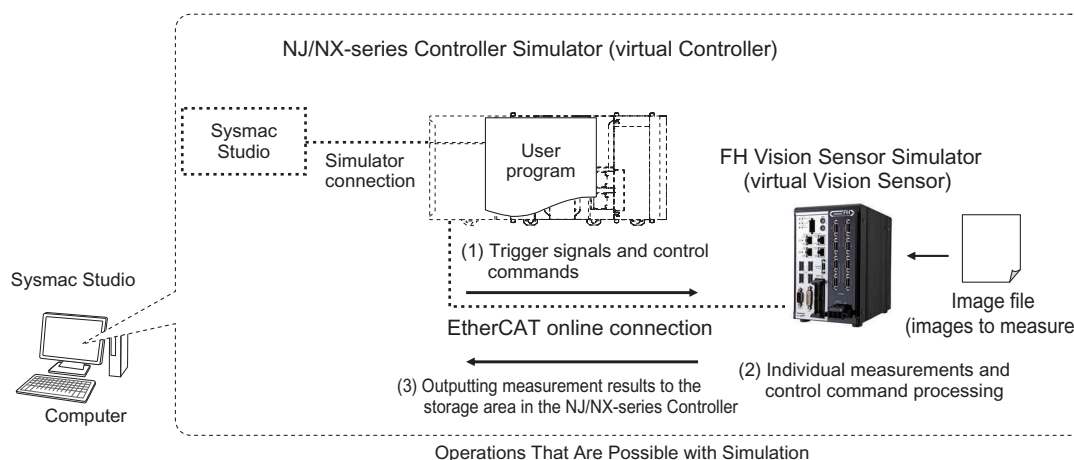 NJ/NX-series Controller Simulator (virtual Controller)
Sysmac
Studio
Simulator
connection
User
program
FH Vision Sensor Simulator
(virtual Vision Sensor)
(1) Trigger signals and control
commands
Sysmac Studio
Computer
EtherCAT online connection
Image file
(images to measure
(2) Individual measurements and
control command processing
(3) Outputting measurement results to the
storage area in the NJ/NX-series Controller
Operations That Are Possible with Simulation